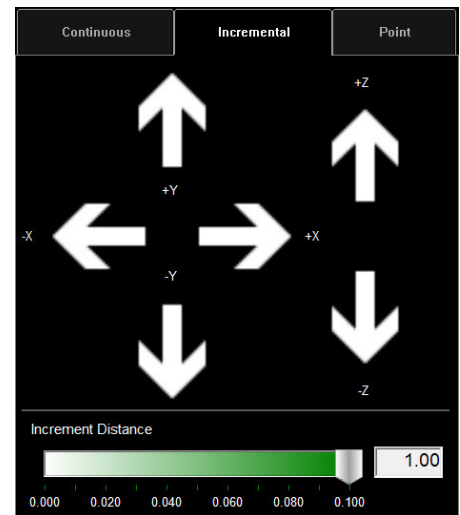 Continuous Incremental Point
+Z
+Y
-X +X
-Y
-Z
Increment Distance
1.00
0.000 0.020 0.040 0.060 0.080 0.100